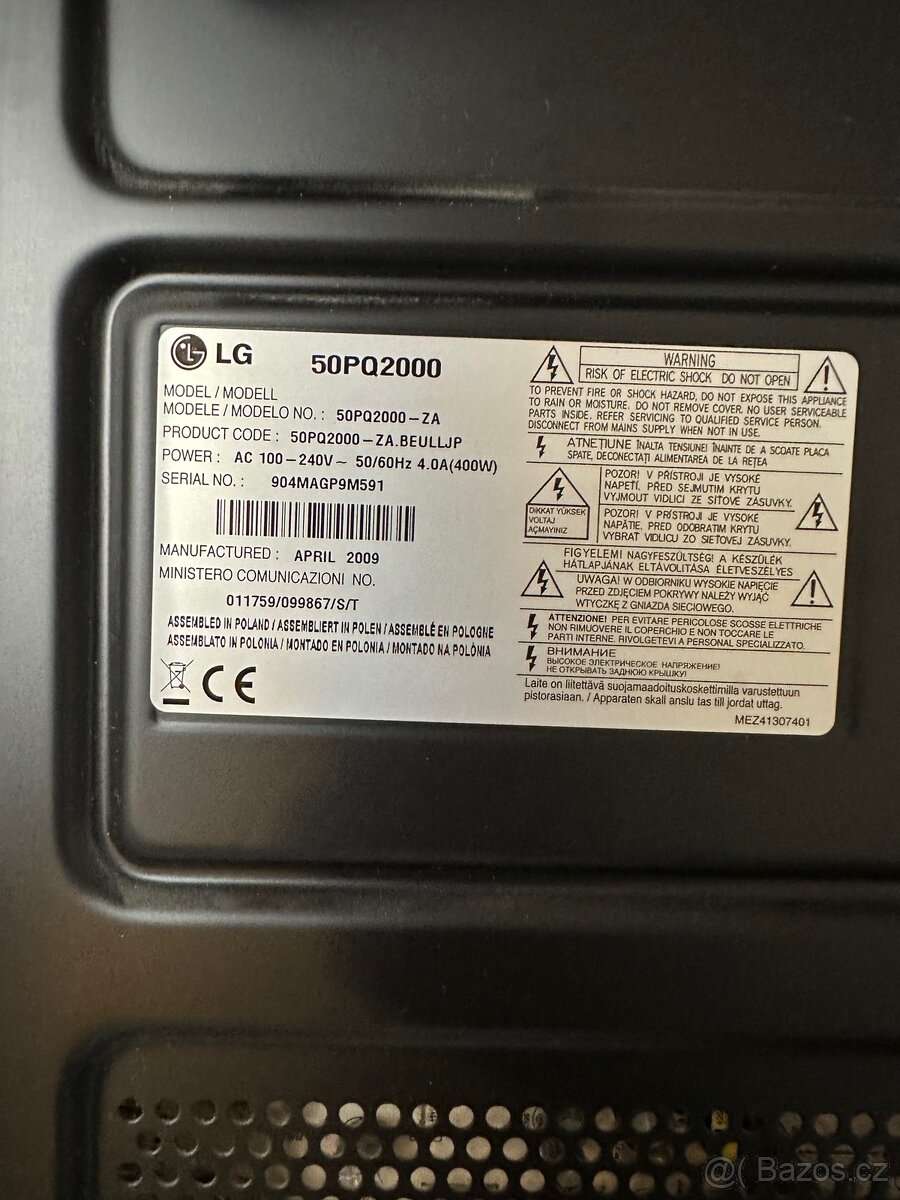 LG 50PQ2000
MODEL / MODELL
MODELE / MODELO NO. : 50PQ2000-ZA
PRODUCT CODE : 50PQ2000-ZA.BEULLJP
POWER : AC 100-240V~ 50/60Hz 4.0A(400W)
SERIAL NO. : 904MAGP9M591
MANUFACTURED : APRIL 2009
MINISTERO COMUNICAZIONI NO.
011759/099867/S/T
ASSEMBLED IN POLAND / ASSEMBLIERT IN POLEN / ASSEMBLÉ EN POLOGNE
ASSEMBLATO IN POLONIA / MONTADO EN POLONIA / MONTADO NA POLÔNIA
CE
WARNING
RISK OF ELECTRIC SHOCK DO NOT OPEN
TO PREVENT FIRE OR SHOCK HAZARD, DO NOT EXPOSE THIS APPLIANCE
TO RAIN OR MOISTURE. DO NOT REMOVE COVER. NO USER SERVICEABLE
PARTS INSIDE. REFER SERVICING TO QUALIFIED SERVICE PERSON.
DISCONNECT FROM MAINS SUPPLY WHEN NOT IN USE.
ATNEŢIUNE ÎNALTA TENSIUNE! ÎNAINTE DE A SCOATE PLACA
SPATE, DECONECTAŢI ALIMENTAREA DE LA REŢEA
DIKKAT YÜKSEK
VOLTAJ
AÇMAYINIZ
POZOR! V PŘÍSTROJI JE VYSOKÉ
NAPĚTÍ. PŘED SEJMUTIM KRYTU
VYJMOUT VIDLICI ZE SÍŤOVÉ ZÁSUVKY.
POZOR! V PRÍSTROJI JE VYSOKÉ
NAPÄTIE. PRED ODOBRATIM KRYTU
VYBRAT VIDLICU ZO SIEŤOVEJ ZÁSUVKY.
FIGYELEM! NAGYFESZÜLTSÉG! A KÉSZÜLÉK
HÁTLAPJÁNAK ELTÁVOLÍTÁSA ÉLETVESZÉLYES
UWAGA! W ODBIORNIKU WYSOKIE NAPIĘCIE
PRZED ZDJĘCIEM POKRYWY NALEŻY WYJĄĆ
WTYCZKĘ Z GNIAZDA SIECIOWEGO.
ATTENZIONE! PER EVITARE PERICOLOSE SCOSSE ELETTRICHE
NON RIMUOVERE IL COPERCHIO E NON TOCCARE LE
PARTI INTERNE. RIVOLGETEVI A PERSONAL SPECIALIZZATO.
ВНИМАНИЕ
ВЫСОКОЕ ЭЛЕКТРИЧЕСКОЕ НАПРЯЖЕНИЕ!
НЕ ОТКРЫВАТЬ ЗАДНЮЮ КРЫШКУ!
Laite on liitettävä suojamaadoituskoskettimilla varustettuun
pistorasiaan. / Apparaten skall anslu tas till jordat uttag.
MEZ41307401
@( Bazos.cz